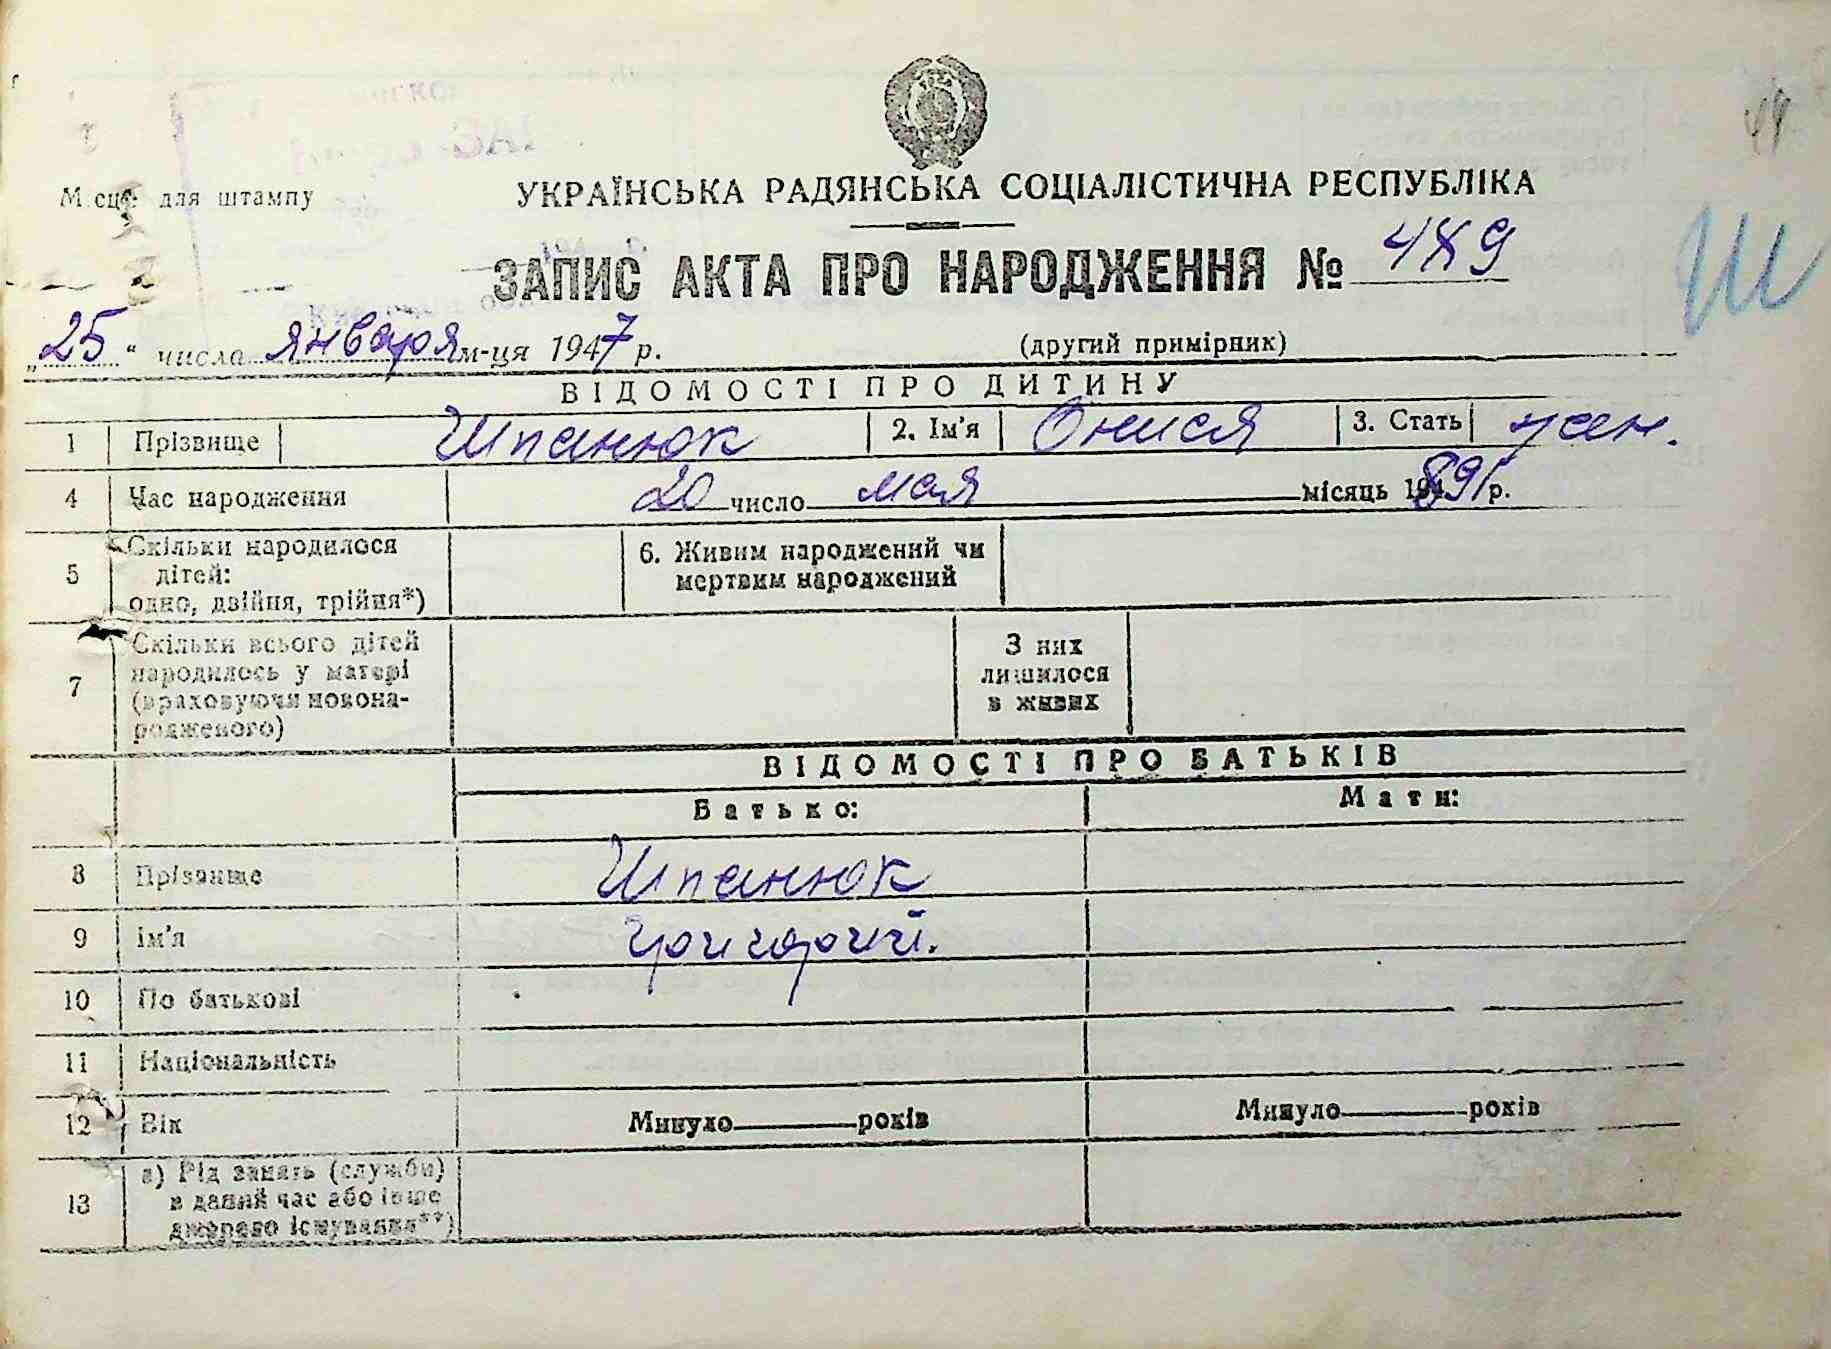 44
Місце для штампу
УКРАЇНСЬКА РАДЯНСЬКА СОЦІАЛІСТИЧНА РЕСПУБЛІКА
Ш
ЗАПИС АКТА ПРО НАРОДЖЕННЯ № 489
„25“ числа января м-ця 1947 р. (другий примірник)
ВІДОМОСТІ ПРО ДИТИНУ
1 Прізвище Шпанюк 2. Ім'я Онися 3. Стать жен.
4 Час народження 20 число мая місяць 1891 р.
5 Скільки народилося дітей: одно, двійня, трійня*) 6. Живим народжений чи мертвим народжений
7 Скільки всього дітей народилось у матері (враховуючи новонародженого) З них лишилося в живих
ВІДОМОСТІ ПРО БАТЬКІВ
Батько: Мати:
8 Прізвище Шпанюк
9 Ім'я Григорий.
10 По батькові
11 Національність
12 Вік Минуло років Минуло років
13 а) Рід занять (служби) в даний час або інше джерело існування**)